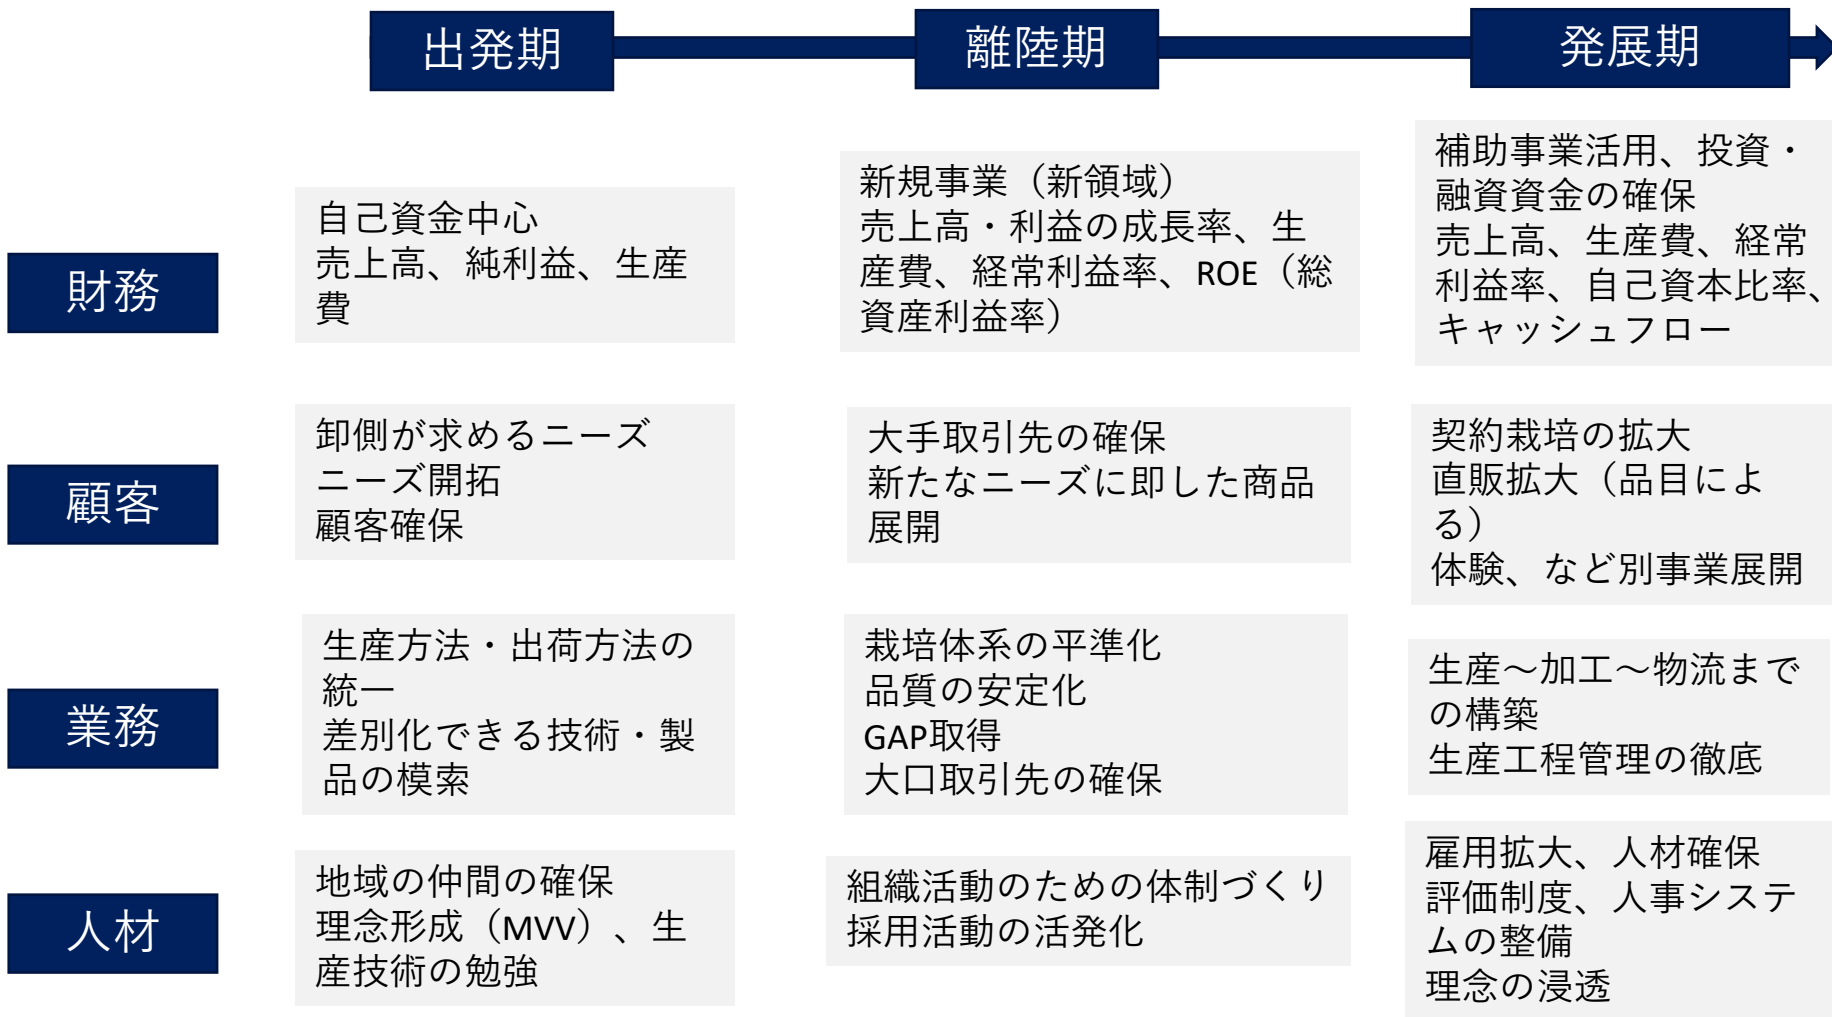 出発期
離陸期
発展期
財務
自己資金中心
売上高、純利益、生産
費
新規事業（新領域）
売上高・利益の成長率、生
産費、経常利益率、ROE（総
資産利益率）
補助事業活用、投資・
融資資金の確保
売上高、生産費、経常
利益率、自己資本比率、
キャッシュフロー
顧客
卸側が求めるニーズ
ニーズ開拓
顧客確保
大手取引先の確保
新たなニーズに即した商品
展開
契約栽培の拡大
直販拡大（品目によ
る）
体験、など別事業展開
業務
生産方法・出荷方法の
統一
差別化できる技術・製
品の模索
栽培体系の平準化
品質の安定化
GAP取得
大口取引先の確保
生産～加工～物流まで
の構築
生産工程管理の徹底
人材
地域の仲間の確保
理念形成（MVV）、生
産技術の勉強
組織活動のための体制づくり
採用活動の活発化
雇用拡大、人材確保
評価制度、人事システ
ムの整備
理念の浸透